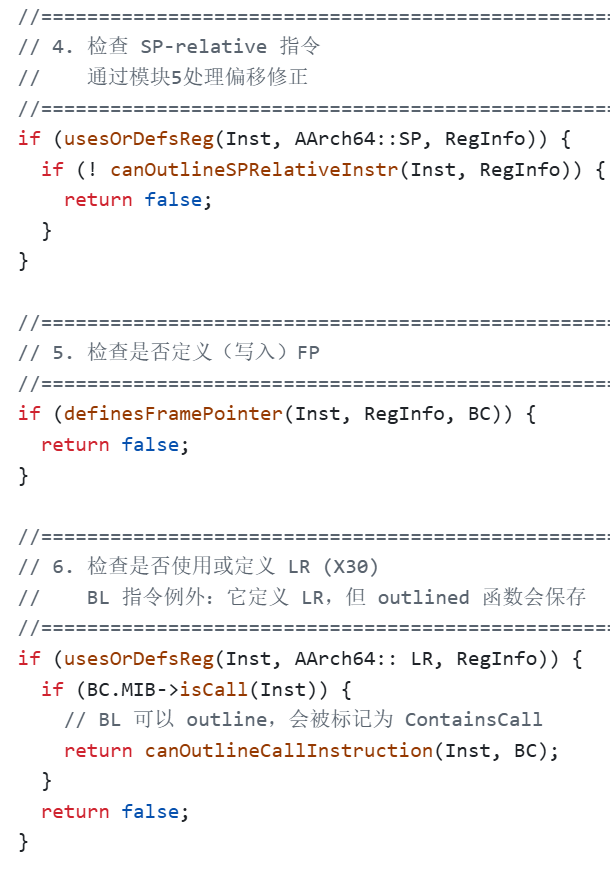 //====================================================
// 4. 检查 SP-relative 指令
//    通过模块5处理偏移修正
//====================================================
if (usesOrDefsReg(Inst, AArch64::SP, RegInfo)) {
  if (! canOutlineSPRelativeInstr(Inst, RegInfo)) {
    return false;
  }
}

//====================================================
// 5. 检查是否定义（写入）FP
//====================================================
if (definesFramePointer(Inst, RegInfo, BC)) {
  return false;
}

//====================================================
// 6. 检查是否使用或定义 LR (X30)
//    BL 指令例外：它定义 LR，但 outlined 函数会保存
//====================================================
if (usesOrDefsReg(Inst, AArch64:: LR, RegInfo)) {
  if (BC.MIB->isCall(Inst)) {
    // BL 可以 outline，会被标记为 ContainsCall
    return canOutlineCallInstruction(Inst, BC);
  }
  return false;
}